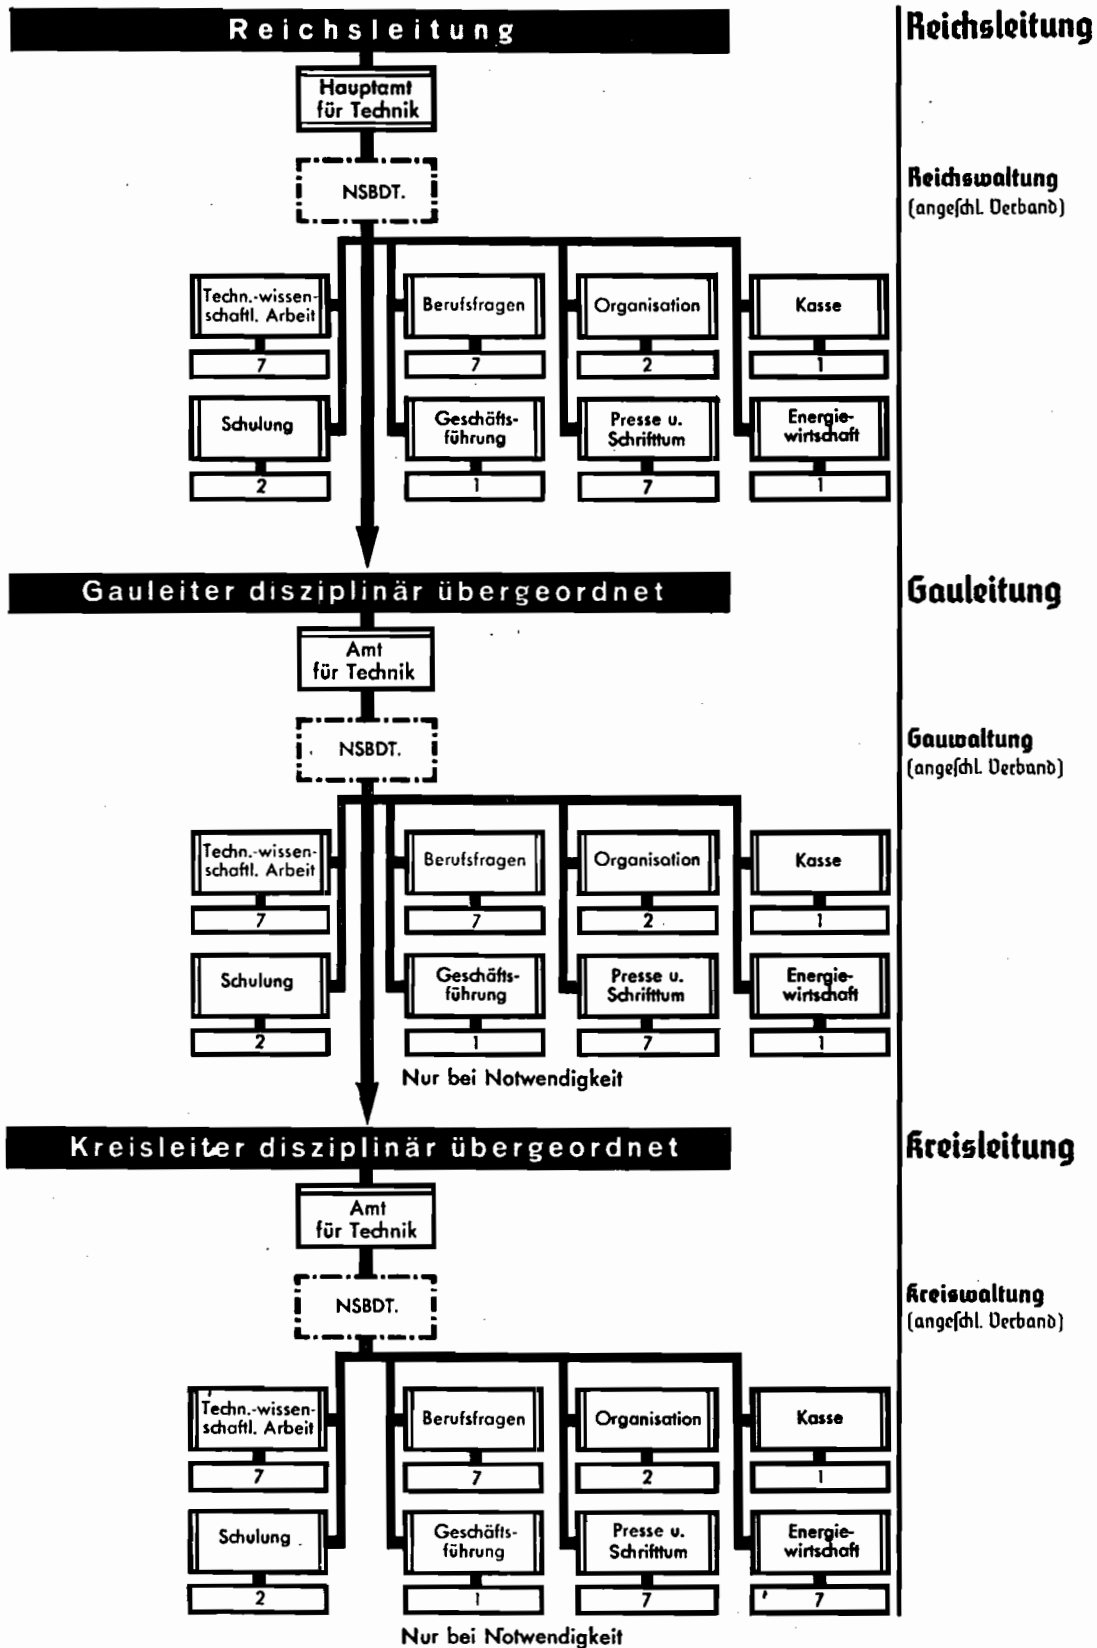 Reichsleitung
Reichsleitung
Hauptamt
für Technik
NSBDT.
Reichswaltung
(angeschl. Verband)
Techn.-wissen-
schaftl. Arbeit
7
Berufsfragen
7
Organisation
2
Kasse
1
Schulung
2
Geschäfts-
führung
1
Presse u.
Schrifttum
7
Energie-
wirtschaft
1
Gauleiter disziplinär übergeordnet
Gauleitung
Amt
für Technik
NSBDT.
Gauwaltung
(angeschl. Verband)
Techn.-wissen-
schaftl. Arbeit
7
Berufsfragen
7
Organisation
2
Kasse
1
Schulung
2
Geschäfts-
führung
1
Presse u.
Schrifttum
7
Energie-
wirtschaft
1
Nur bei Notwendigkeit
Kreisleiter disziplinär übergeordnet
Kreisleitung
Amt
für Technik
NSBDT.
Kreiswaltung
(angeschl. Verband)
Techn.-wissen-
schaftl. Arbeit
7
Berufsfragen
7
Organisation
2
Kasse
1
Schulung
2
Geschäfts-
führung
1
Presse u.
Schrifttum
7
Energie-
wirtschaft
7
Nur bei Notwendigkeit